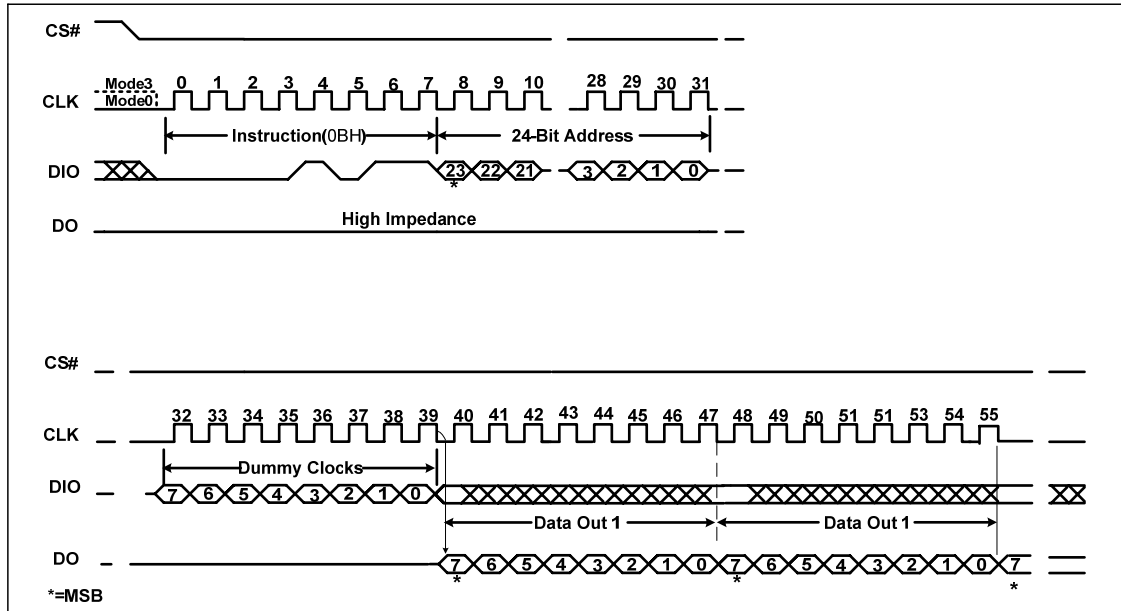 CS#
Mode3 0 1 2 3 4 5 6 7 8 9 10 28 29 30 31
CLK Mode0
Instruction(0BH) 24-Bit Address
DIO 23 22 21 3 2 1 0
*
DO High Impedance
CS#
32 33 34 35 36 37 38 39 40 41 42 43 44 45 46 47 48 49 50 51 51 53 54 55
CLK
Dummy Clocks
DIO 7 6 5 4 3 2 1 0
Data Out 1 Data Out 1
DO 7 6 5 4 3 2 1 0 7 6 5 4 3 2 1 0 7
* * *
*=MSB